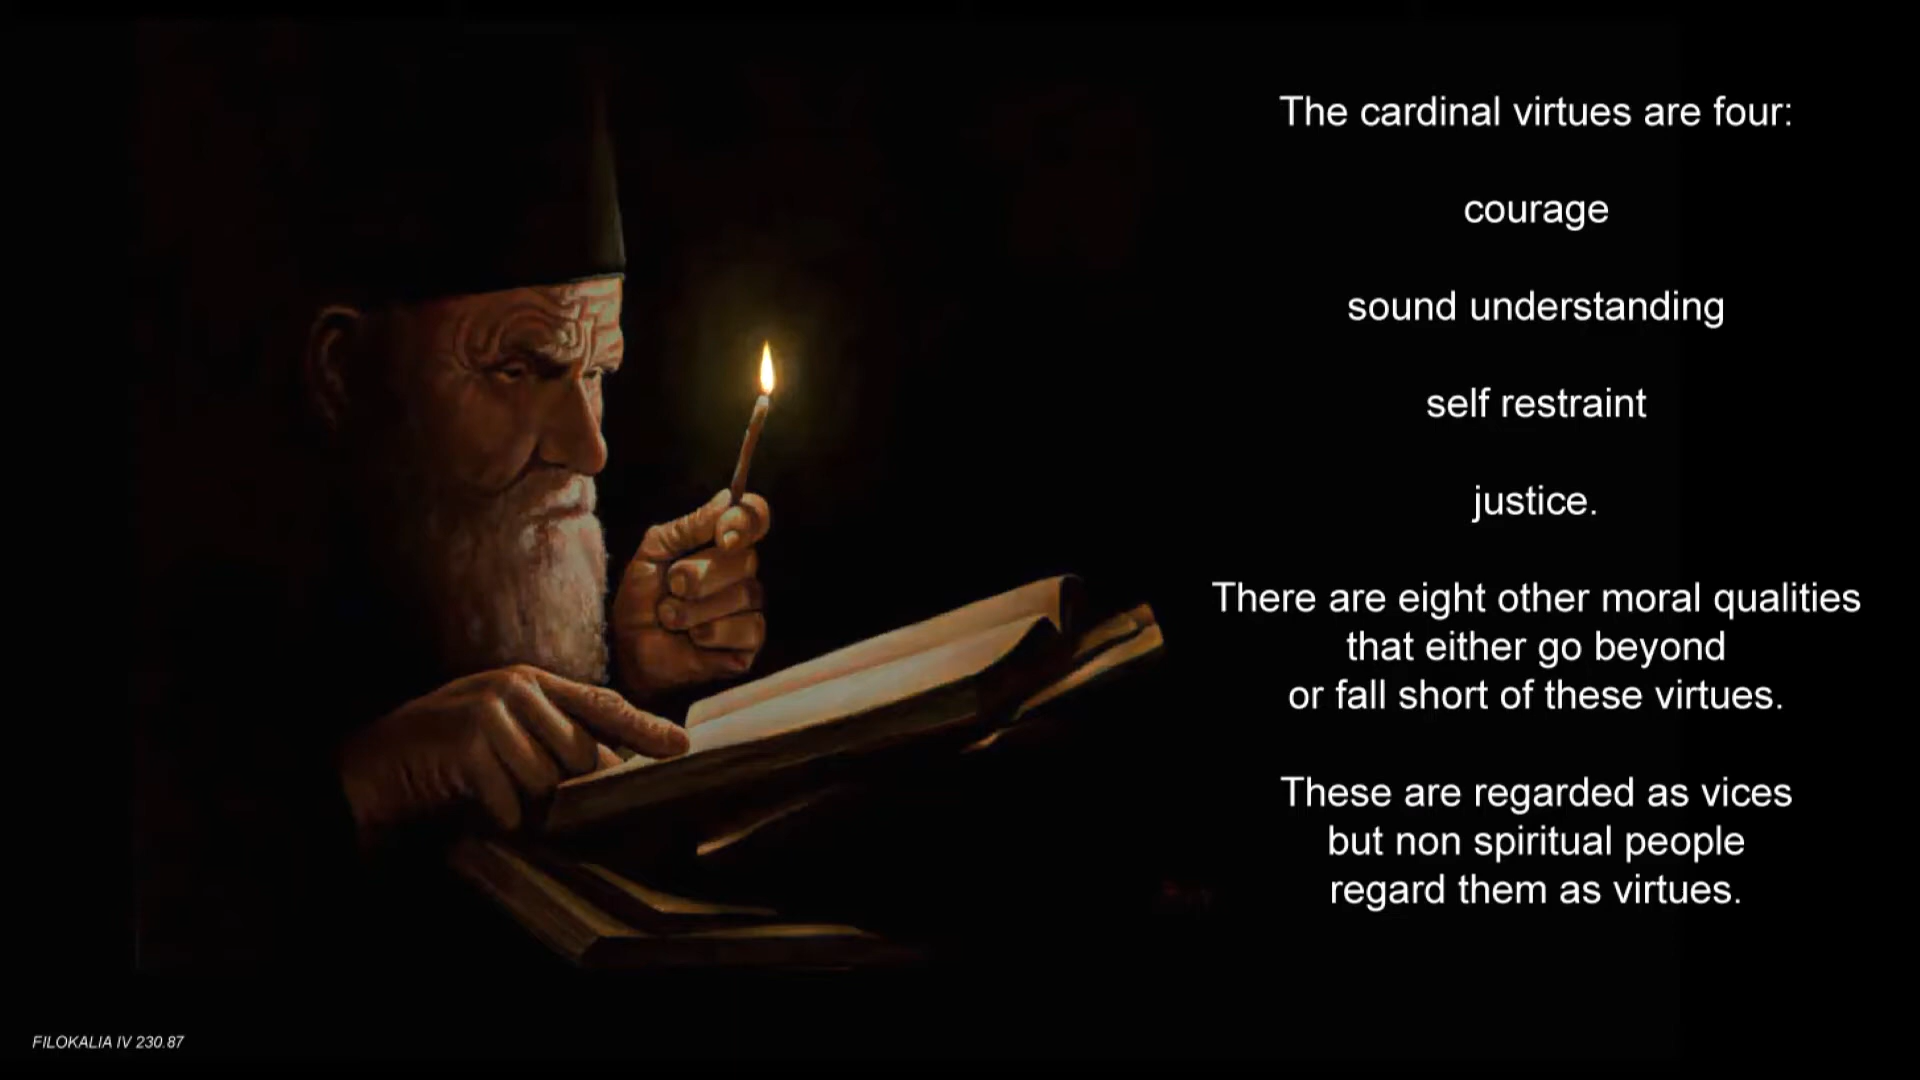 The cardinal virtues are four:
courage
sound understanding
self restraint
justice.
There are eight other moral qualities
that either go beyond
or fall short of these virtues.
These are regarded as vices
but non spiritual people
regard them as virtues.
FILOKALIA IV 230.87